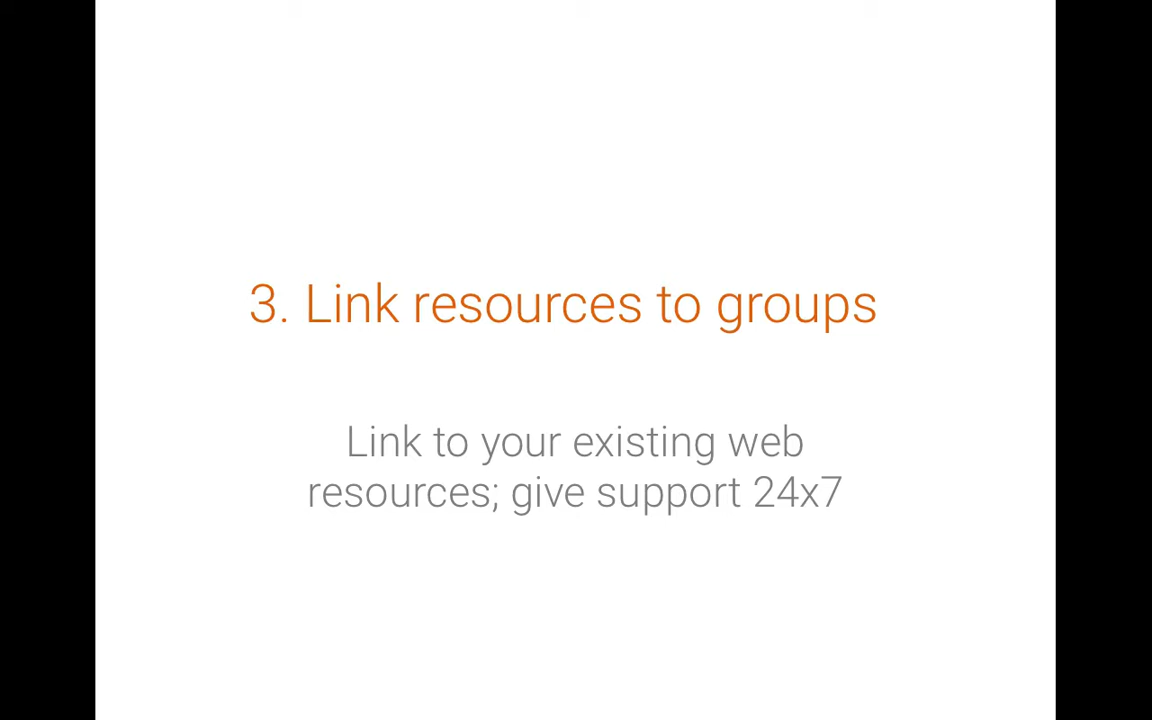 3. Link resources to groups
Link to your existing web
resources; give support 24x7